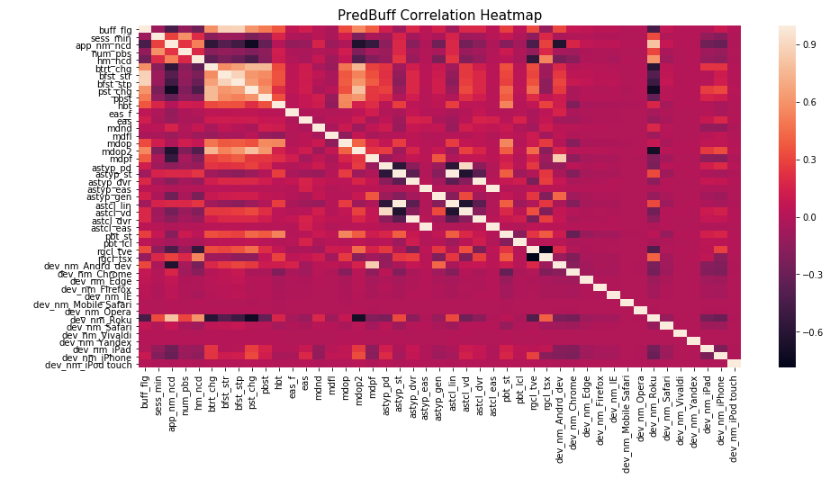 PredBuff Correlation Heatmap
buff_flg
sess_min
app_nm_ncd
num_pbs
hm_ncd
btrt_chg
bfst_str
bfst_stp
pst_chg
pbst
hbt
eas_f
eas
mdnd
mdfl
mdop
mdop2
mdpf
astyp_pd
astyp_st
astyp_dvr
astyp_eas
astyp_gen
astcl_lin
astcl_vd
astcl_dvr
astcl_eas
pbt_st
pbt_lcl
rgcl_tve
rgcl_tsx
dev_nm_Andrd_dev
dev_nm_Chrome
dev_nm_Edge
dev_nm_Firefox
dev_nm_IE
dev_nm_Mobile Safari
dev_nm_Opera
dev_nm_Roku
dev_nm_Safari
dev_nm_Vivaldi
dev_nm_Yandex
dev_nm_iPad
dev_nm_iPhone
dev_nm_iPod touch
buff_flg
sess_min
app_nm_ncd
num_pbs
hm_ncd
btrt_chg
bfst_str
bfst_stp
pst_chg
pbst
hbt
eas_f
eas
mdnd
mdfl
mdop
mdop2
mdpf
astyp_pd
astyp_st
astyp_dvr
astyp_eas
astyp_gen
astcl_lin
astcl_vd
astcl_dvr
astcl_eas
pbt_st
pbt_lcl
rgcl_tve
rgcl_tsx
dev_nm_Andrd_dev
dev_nm_Chrome
dev_nm_Edge
dev_nm_Firefox
dev_nm_IE
dev_nm_Mobile Safari
dev_nm_Opera
dev_nm_Roku
dev_nm_Safari
dev_nm_Vivaldi
dev_nm_Yandex
dev_nm_iPad
dev_nm_iPhone
dev_nm_iPod touch
0.9
0.6
0.3
0.0
−0.3
−0.6